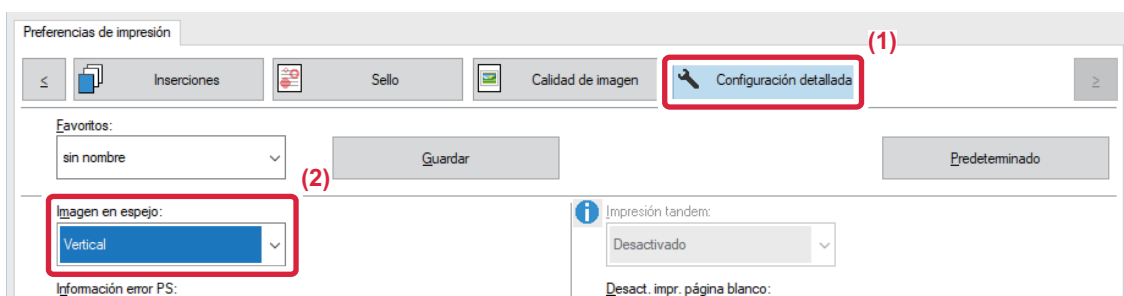 Preferencias de impresión
(1)
≤
Inserciones
Sello
Calidad de imagen
Configuración detallada
≥
Favoritos:
sin nombre
Guardar
Predeterminado
(2)
Imagen en espejo:
Impresión tandem:
Vertical
Desactivado
Información error PS:
Desact. impr. página blanco: